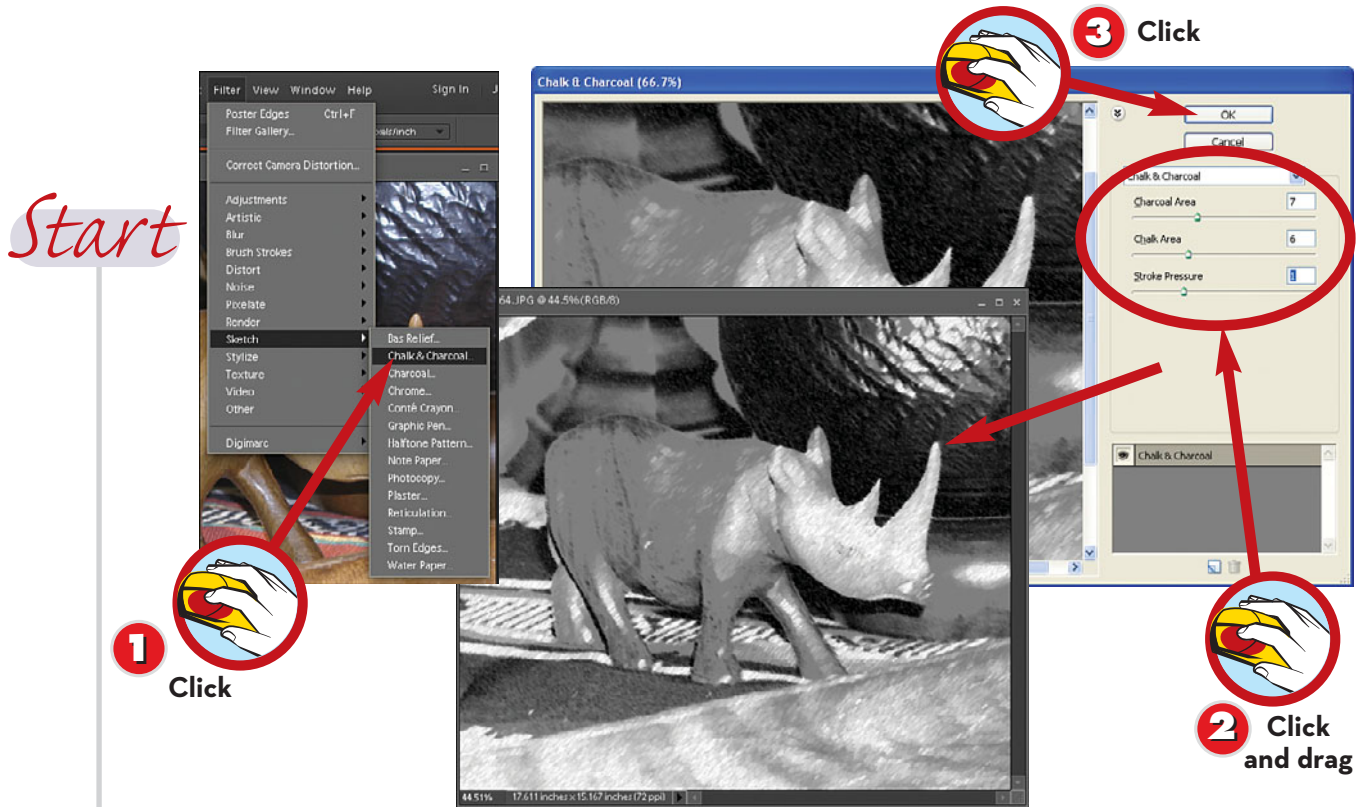 3 Click
Start
Filter View Window Help Sign In
Poster Edges Ctrl+F
Filter Gallery...
Correct Camera Distortion...
Adjustments
Artistic
Blur
Brush Strokes
Distort
Noise
Pixelate
Render
Sketch
Stylize
Texture
Video
Other
Digimarc
Bas Relief...
Chalk & Charcoal...
Charcoal...
Chrome...
Conté Crayon...
Graphic Pen...
Halftone Pattern...
Note Paper...
Photocopy...
Plaster...
Reticulation...
Stamp...
Torn Edges...
Water Paper...
1
Click
Chalk & Charcoal (66.7%)
OK
Cancel
Chalk & Charcoal
Charcoal Area 7
Chalk Area 6
Stroke Pressure 1
Chalk & Charcoal
64.JPG @ 44.5%(RGB/8)
44.51% 17.611 inches x 15.167 inches (72 ppi)
2 Click
and drag